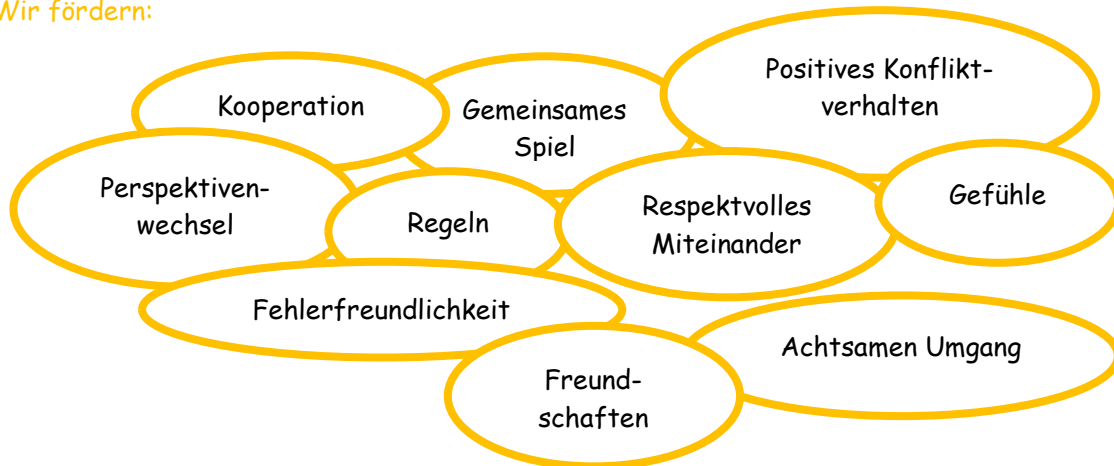 Wir fördern:
Kooperation
Gemeinsames
Spiel
Positives Konflikt-
verhalten
Perspektiven-
wechsel
Regeln
Respektvolles
Miteinander
Gefühle
Fehlerfreundlichkeit
Achtsamen Umgang
Freund-
schaften